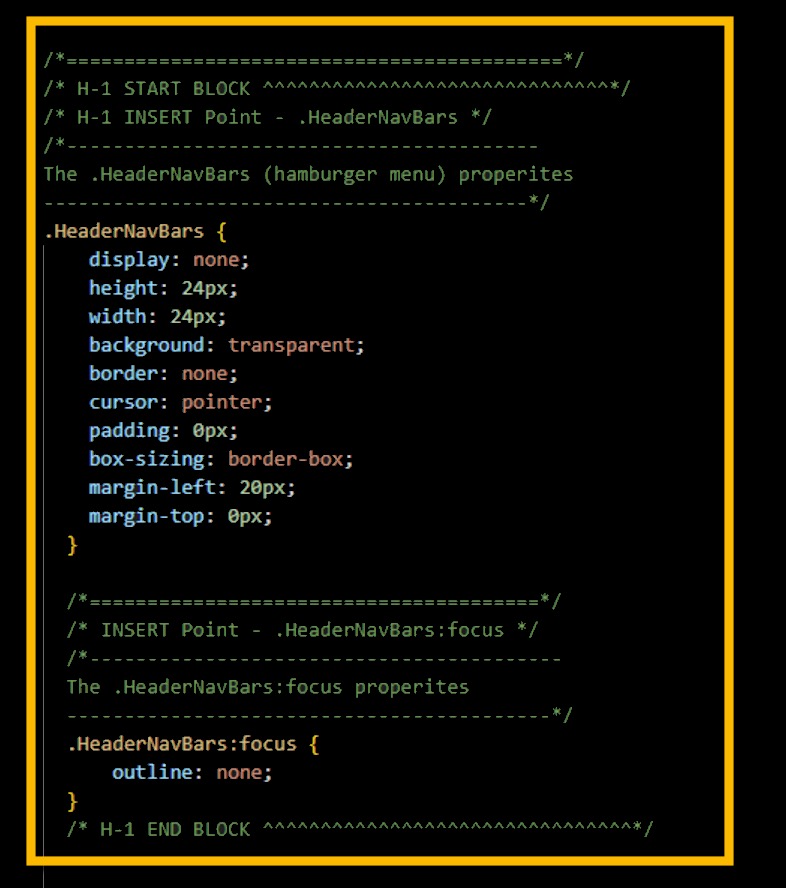 /*===========================================*/
/* H-1 START BLOCK ^^^^^^^^^^^^^^^^^^^^^^^^^^^^^^*/
/* H-1 INSERT Point - .HeaderNavBars */
/*-----------------------------------------
The .HeaderNavBars (hamburger menu) properites
------------------------------------------*/
.HeaderNavBars {
    display: none;
    height: 24px;
    width: 24px;
    background: transparent;
    border: none;
    cursor: pointer;
    padding: 0px;
    box-sizing: border-box;
    margin-left: 20px;
    margin-top: 0px;
  }
  /*=======================================*/
  /* INSERT Point - .HeaderNavBars:focus */
  /*-----------------------------------------
  The .HeaderNavBars:focus properites
  ------------------------------------------*/
  .HeaderNavBars:focus {
      outline: none;
  }
  /* H-1 END BLOCK ^^^^^^^^^^^^^^^^^^^^^^^^^^^^^^^^*/